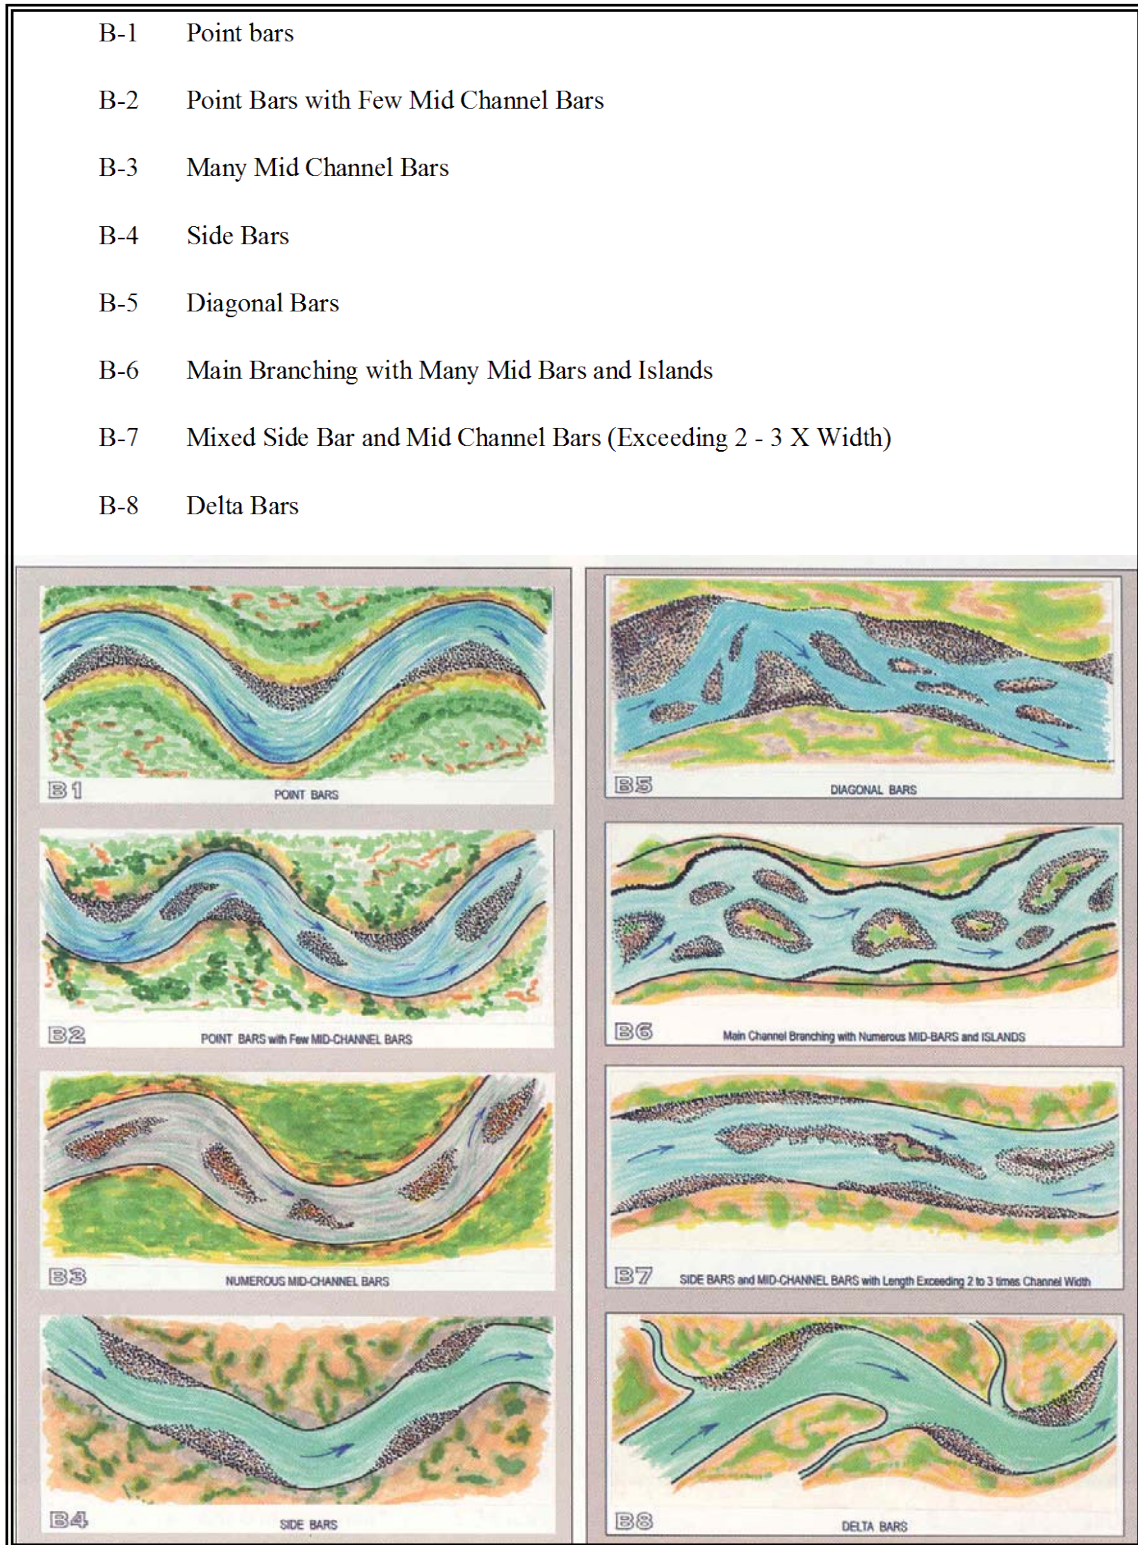 B-1 Point bars
B-2 Point Bars with Few Mid Channel Bars
B-3 Many Mid Channel Bars
B-4 Side Bars
B-5 Diagonal Bars
B-6 Main Branching with Many Mid Bars and Islands
B-7 Mixed Side Bar and Mid Channel Bars (Exceeding 2 - 3 X Width)
B-8 Delta Bars
B1 POINT BARS
B2 POINT BARS with Few MID-CHANNEL BARS
B3 NUMEROUS MID-CHANNEL BARS
B4 SIDE BARS
B5 DIAGONAL BARS
B6 Main Channel Branching with Numerous MID-BARS and ISLANDS
B7 SIDE BARS and MID-CHANNEL BARS with Length Exceeding 2 to 3 times Channel Width
B8 DELTA BARS